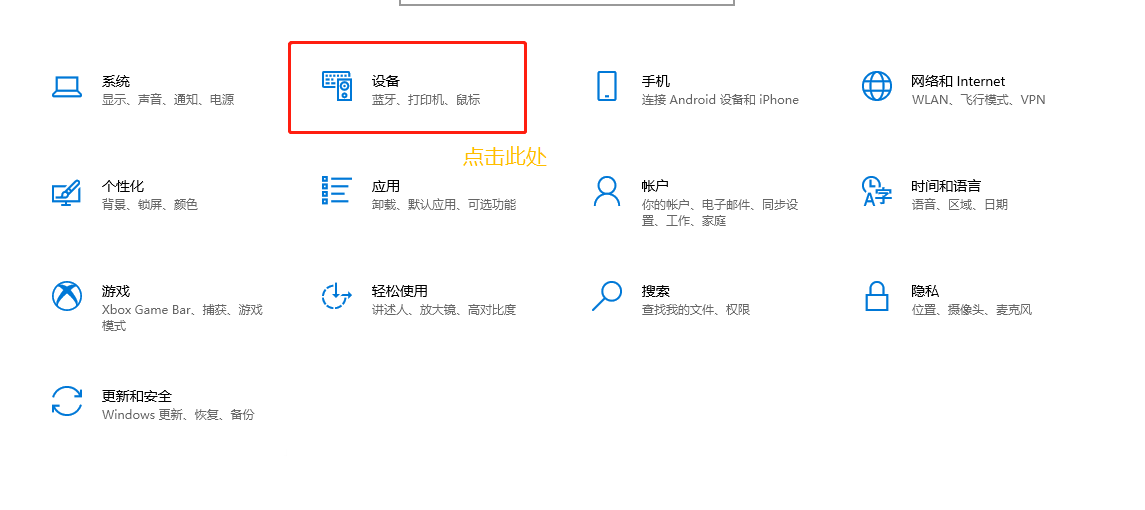 系统
显示、声音、通知、电源
设备
蓝牙、打印机、鼠标
手机
连接 Android 设备和 iPhone
网络和 Internet
WLAN、飞行模式、VPN
点击此处
个性化
背景、锁屏、颜色
应用
卸载、默认应用、可选功能
帐户
你的帐户、电子邮件、同步设
置、工作、家庭
时间和语言
语音、区域、日期
游戏
Xbox Game Bar、捕获、游戏
模式
轻松使用
讲述人、放大镜、高对比度
搜索
查找我的文件、权限
隐私
位置、摄像头、麦克风
更新和安全
Windows 更新、恢复、备份